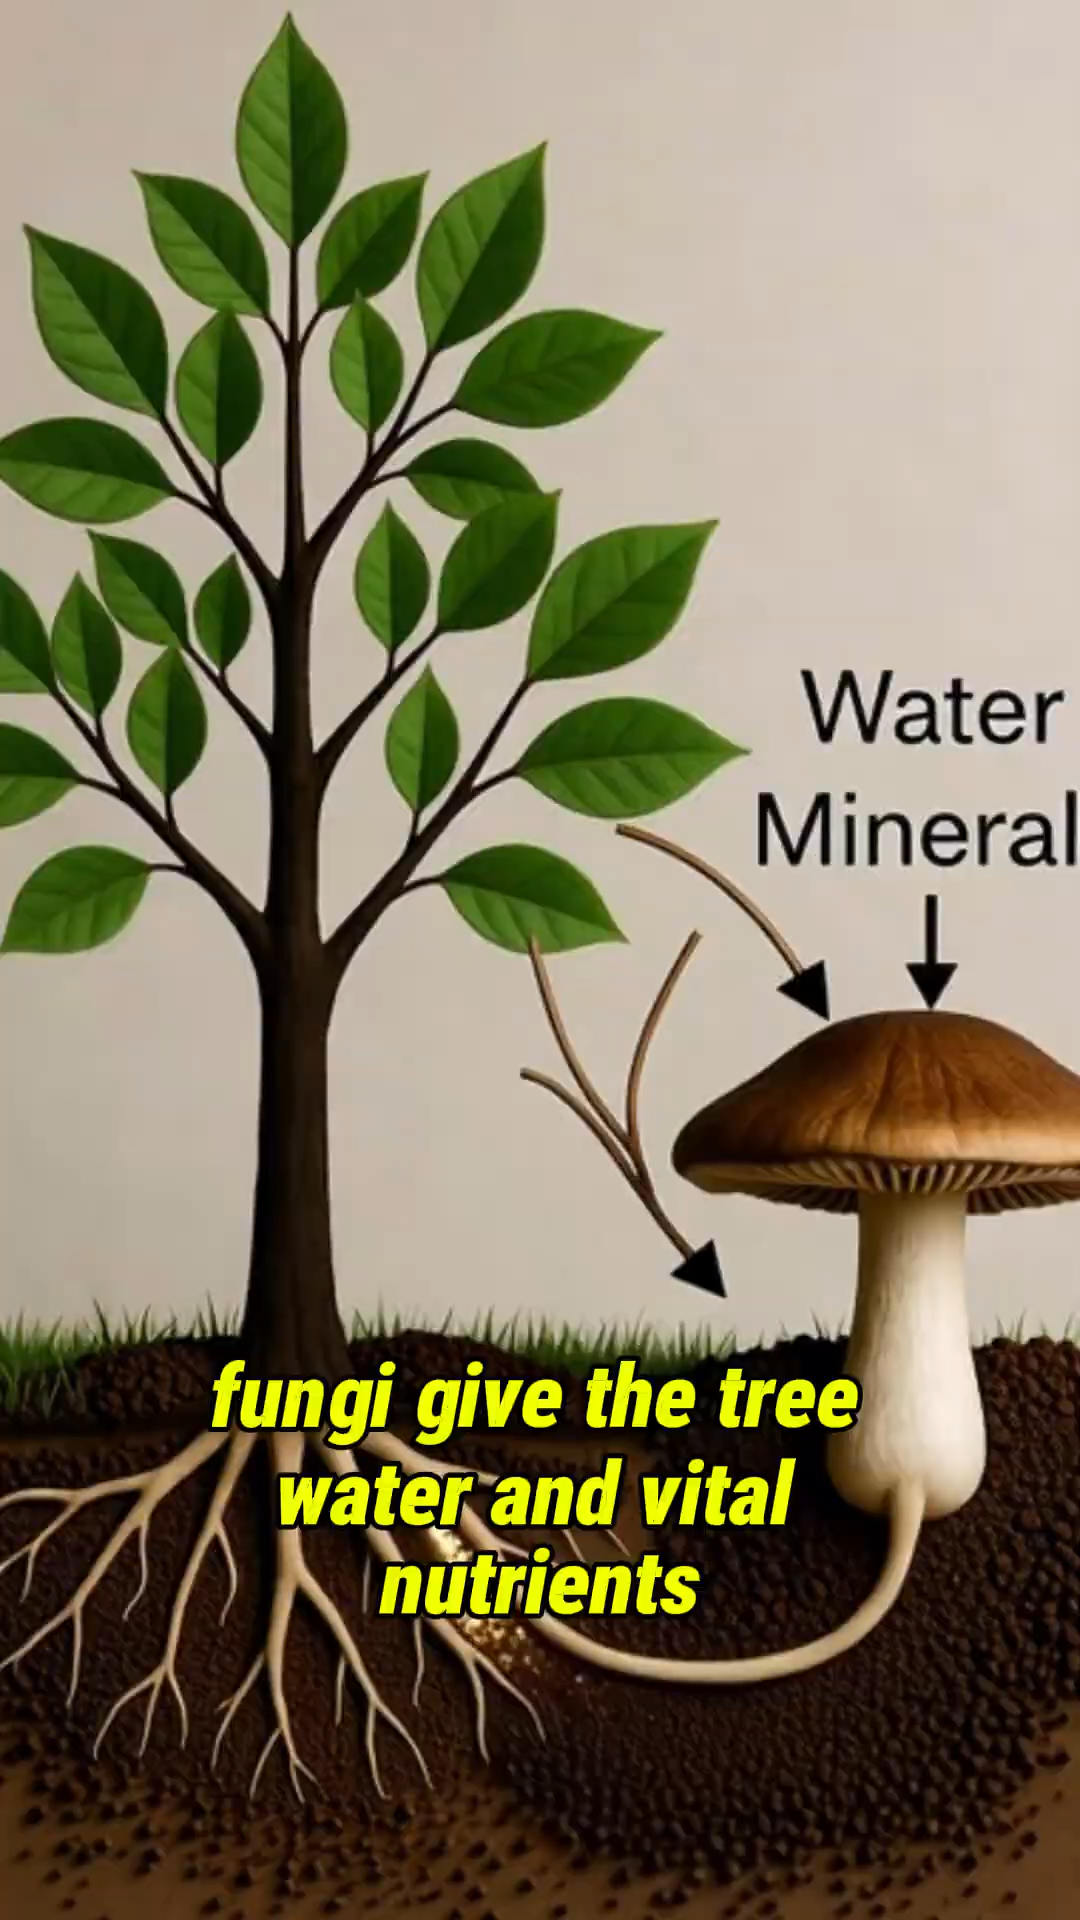 Water
Mineral
fungi give the tree
water and vital
nutrients